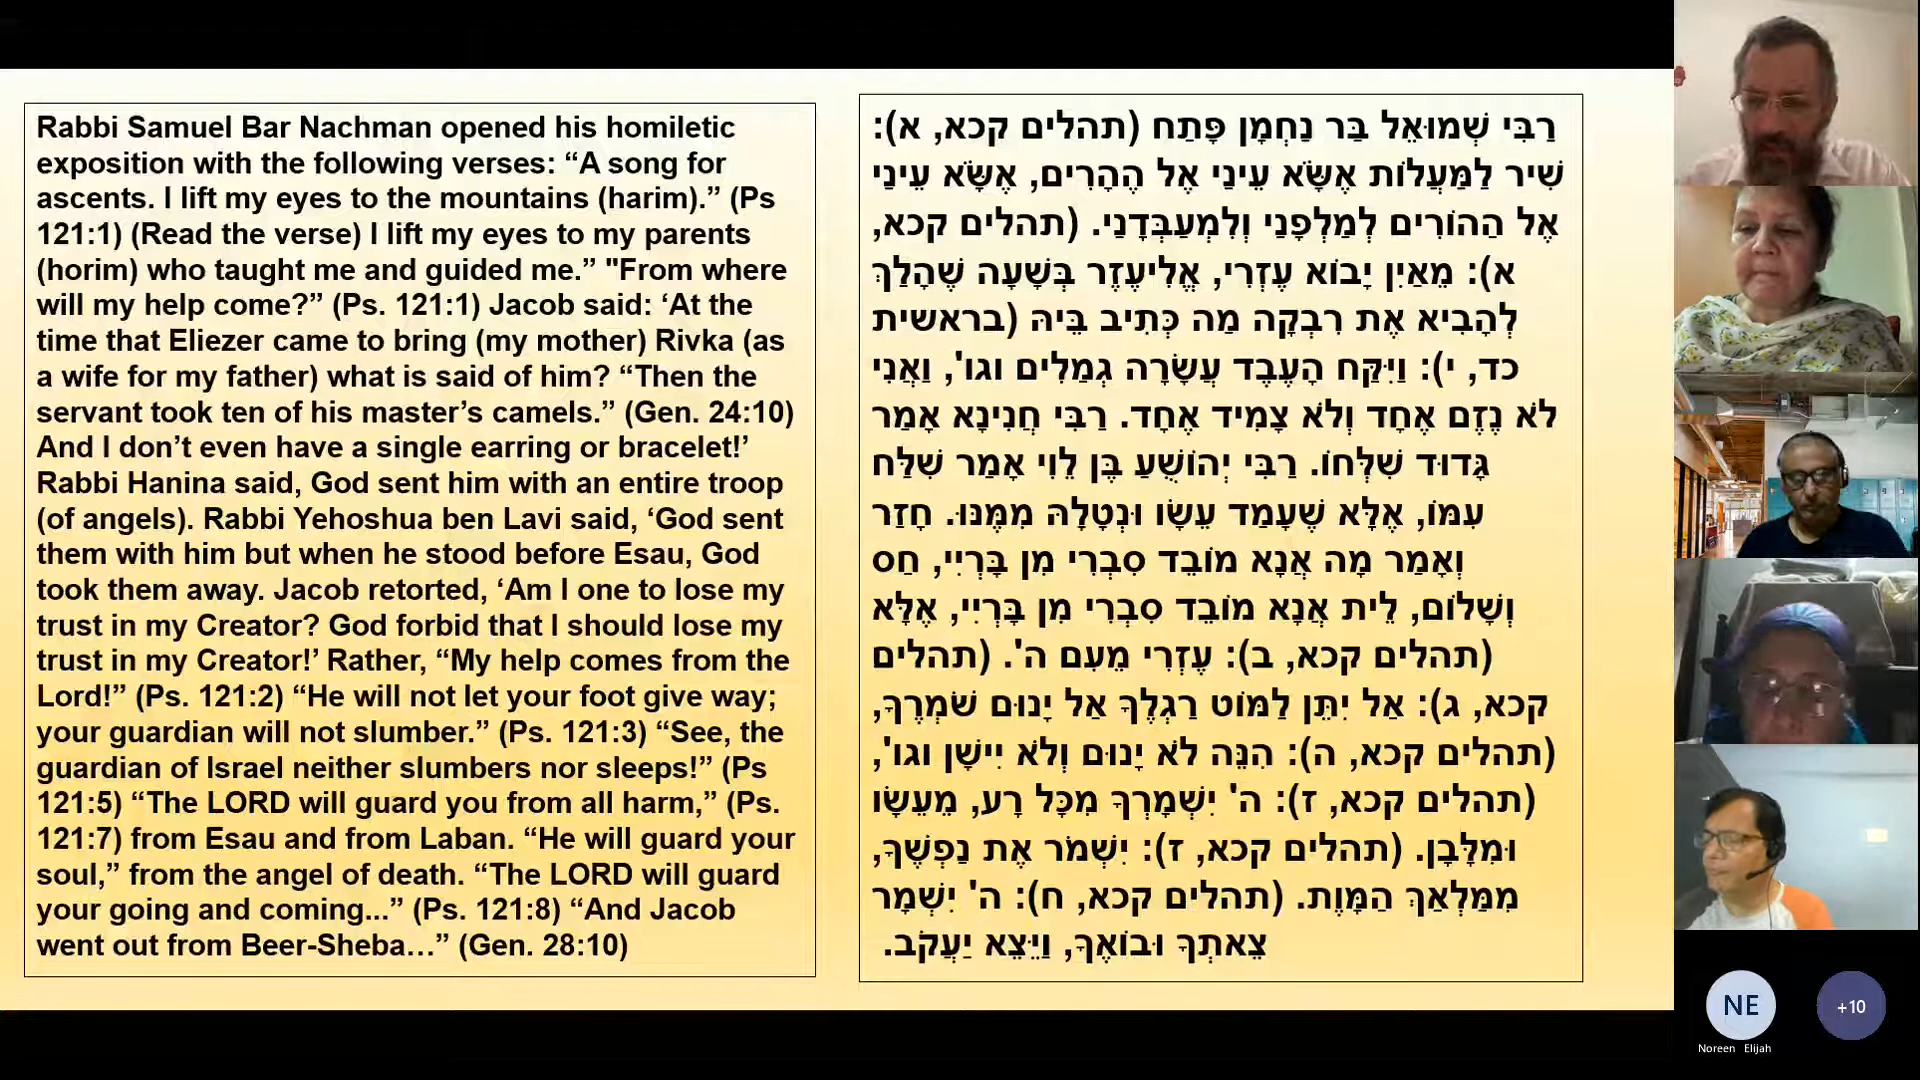 Rabbi Samuel Bar Nachman opened his homiletic
exposition with the following verses: “A song for
ascents. I lift my eyes to the mountains (harim).” (Ps
121:1) (Read the verse) I lift my eyes to my parents
(horim) who taught me and guided me.” "From where
will my help come?” (Ps. 121:1) Jacob said: ‘At the
time that Eliezer came to bring (my mother) Rivka (as
a wife for my father) what is said of him? “Then the
servant took ten of his master’s camels.” (Gen. 24:10)
And I don’t even have a single earring or bracelet!’
Rabbi Hanina said, God sent him with an entire troop
(of angels). Rabbi Yehoshua ben Lavi said, ‘God sent
them with him but when he stood before Esau, God
took them away. Jacob retorted, ‘Am I one to lose my
trust in my Creator? God forbid that I should lose my
trust in my Creator!’ Rather, “My help comes from the
Lord!” (Ps. 121:2) “He will not let your foot give way;
your guardian will not slumber.” (Ps. 121:3) “See, the
guardian of Israel neither slumbers nor sleeps!” (Ps
121:5) “The LORD will guard you from all harm,” (Ps.
121:7) from Esau and from Laban. “He will guard your
soul,” from the angel of death. “The LORD will guard
your going and coming...” (Ps. 121:8) “And Jacob
went out from Beer-Sheba…” (Gen. 28:10)
רַבִּי שְׁמוּאֵל בַּר נַחְמָן פָּתַח (תהלים קכא, א):
שִׁיר לַמַּעֲלוֹת אֶשָּׂא עֵינַי אֶל הֶהָרִים, אֶשָּׂא עֵינַי
אֶל הַהוֹרִים לְמַלְפָנַי וְלִמְעַבְּדָנַי. (תהלים קכא,
א): מֵאַיִן יָבוֹא עֶזְרִי, אֱלִיעֶזֶר בְּשָׁעָה שֶׁהָלַךְ
לְהָבִיא אֶת רִבְקָה מַה כְּתִיב בֵּיהּ (בראשית
כד, י): וַיִּקַּח הָעֶבֶד עֲשָׂרָה גְמַלִּים וגו', וַאֲנִי
לֹא נֶזֶם אֶחָד וְלֹא צָמִיד אֶחָד. רַבִּי חֲנִינָא אָמַר
גָּדוּד שִׁלְּחוֹ. רַבִּי יְהוֹשֻׁעַ בֶּן לֵוִי אָמַר שִׁלַּח
עִמּוֹ, אֶלָּא שֶׁעָמַד עֵשָׂו וּנְטָלָהּ מִמֶּנּוּ. חָזַר
וְאָמַר מָה אֲנָא מוֹבֵד סִבְרִי מִן בָּרְיִי, חַס
וְשָׁלוֹם, לֵית אֲנָא מוֹבֵד סִבְרִי מִן בָּרְיִי, אֶלָּא
(תהלים קכא, ב): עֶזְרִי מֵעִם ה'. (תהלים
קכא, ג): אַל יִתֵּן לַמּוֹט רַגְלֶךָ אַל יָנוּם שֹׁמְרֶךָ,
(תהלים קכא, ה): הִנֵּה לֹא יָנוּם וְלֹא יִישָׁן וגו',
(תהלים קכא, ז): ה' יִשְׁמָרְךָ מִכָּל רָע, מֵעֵשָׂו
וּמִלָּבָן. (תהלים קכא, ז): יִשְׁמֹר אֶת נַפְשֶׁךָ,
מִמַּלְאַךְ הַמָּוֶת. (תהלים קכא, ח): ה' יִשְׁמָר
צֵאתְךָ וּבוֹאֶךָ, וַיֵּצֵא יַעֲקֹב.
NE
+10
Noreen Elijah